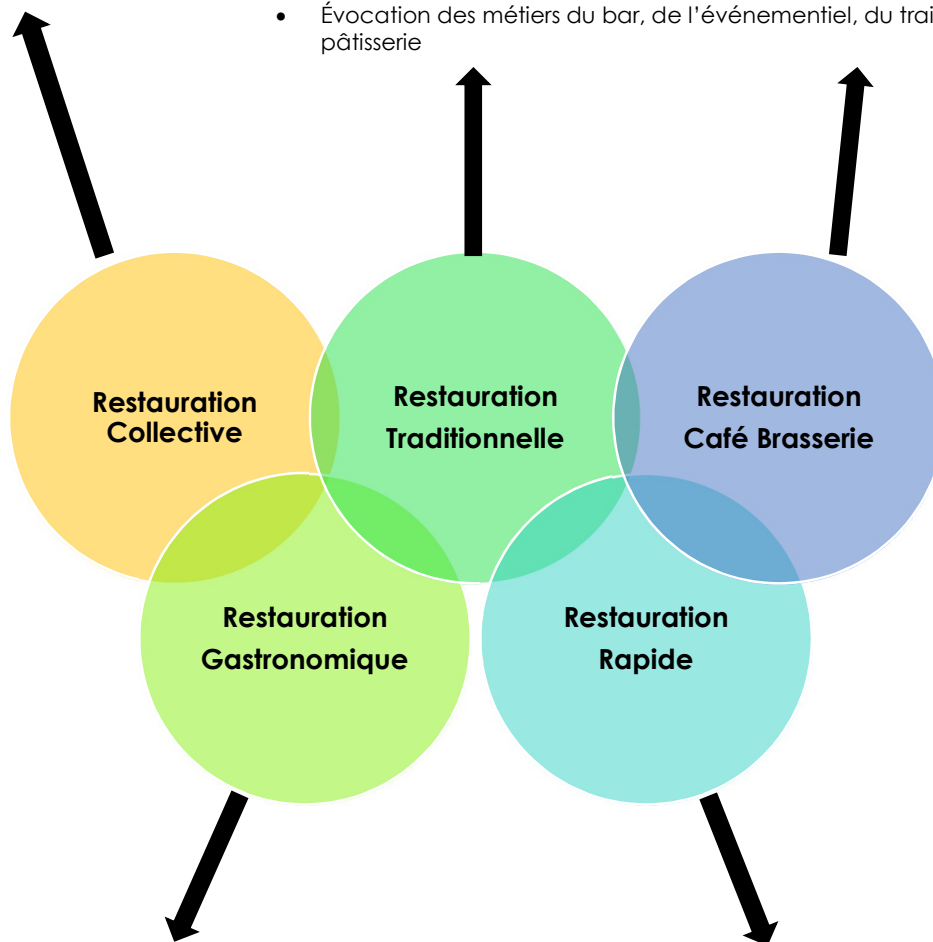 • Évocation des métiers du bar, de l’événementiel, du trai
pâtisserie
Restauration
Collective
Restauration
Traditionnelle
Restauration
Café Brasserie
Restauration
Gastronomique
Restauration
Rapide